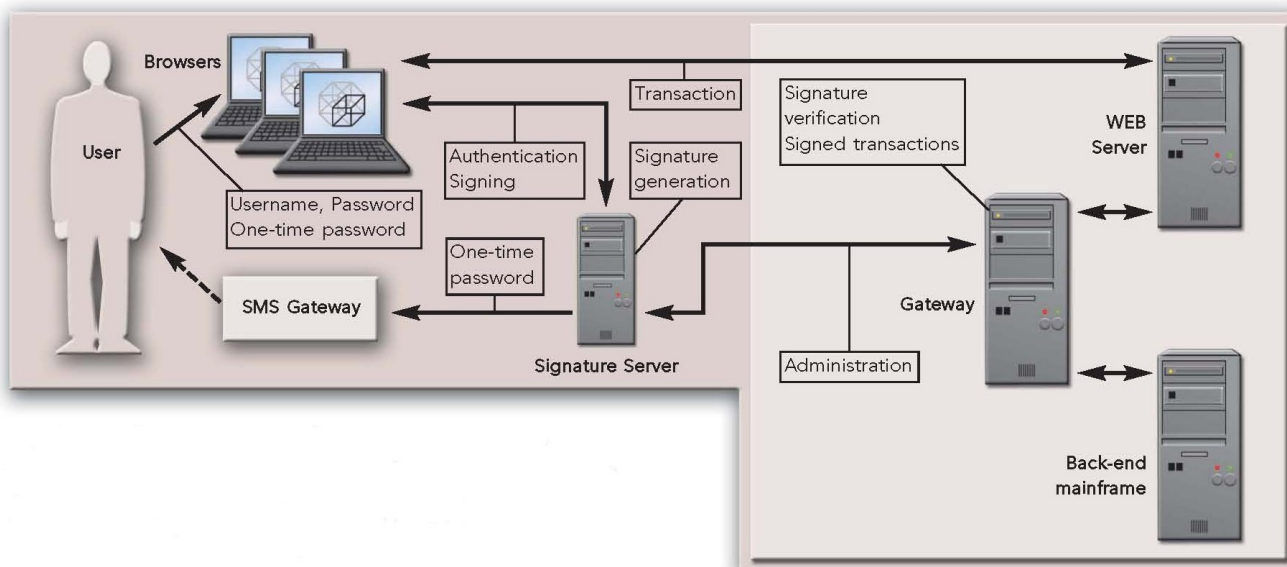 Browsers
User
Username, Password
One-time password
Transaction
Authentication
Signing
Signature
generation
One-time
password
SMS Gateway
Signature Server
Signature
verification
Signed transactions
WEB
Server
Gateway
Administration
Back-end
mainframe